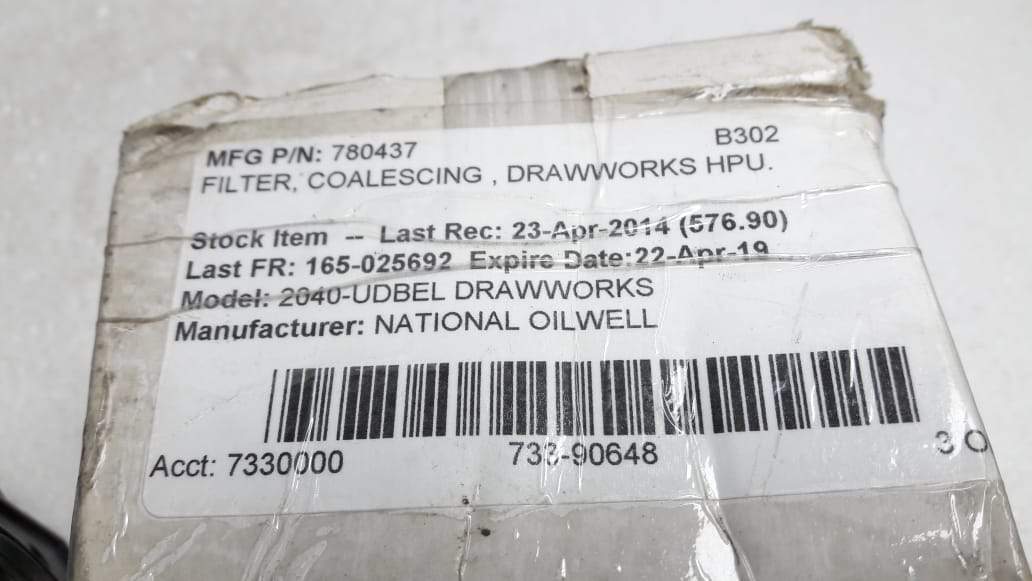 MFG P/N: 780437 B302
FILTER, COALESCING , DRAWWORKS HPU.
Stock Item -- Last Rec: 23-Apr-2014 (576.90)
Last FR: 165-025692 Expire Date:22-Apr-19
Model: 2040-UDBEL DRAWWORKS
Manufacturer: NATIONAL OILWELL
Acct: 7330000 733-90648 3 O